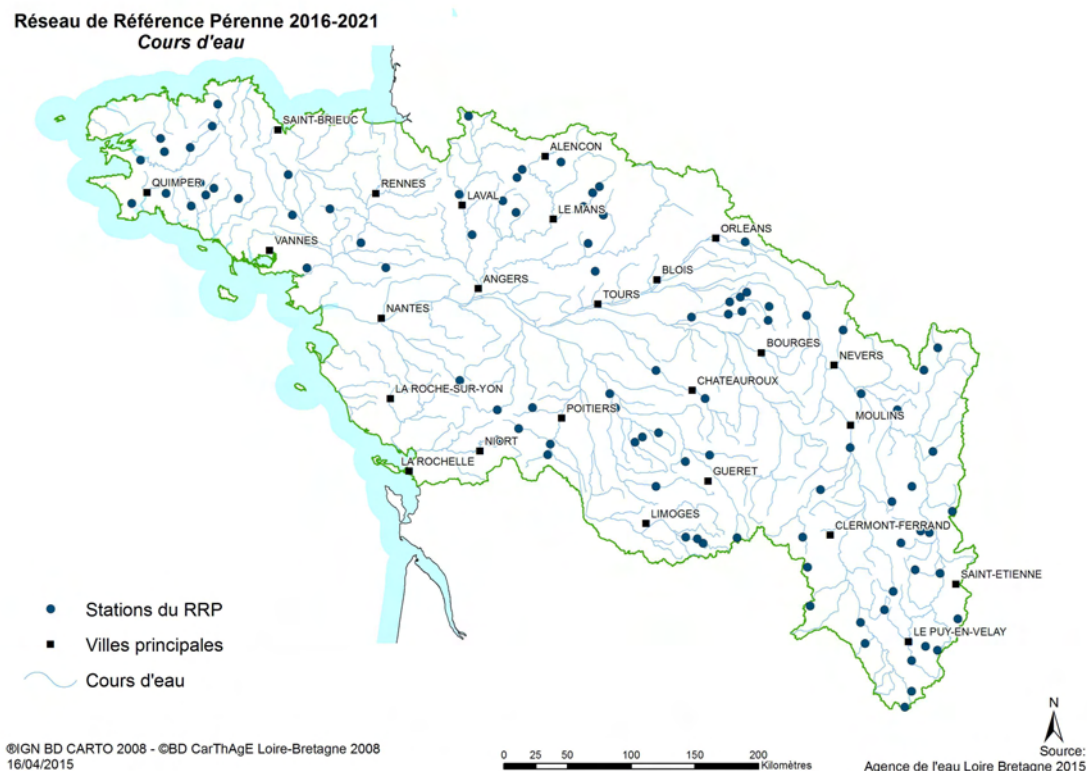 Réseau de Référence Pérenne 2016-2021
Cours d'eau
SAINT-BRIEUC
ALENCON
QUIMPER
RENNES
LAVAL
LE MANS
ORLEANS
VANNES
BLOIS
ANGERS
TOURS
NANTES
BOURGES
NEVERS
LA ROCHE-SUR-YON
CHATEAUROUX
POITIERS
MOULINS
NIORT
LA ROCHELLE
GUERET
LIMOGES
CLERMONT-FERRAND
SAINT-ETIENNE
LE PUY-EN-VELAY
Stations du RRP
Villes principales
Cours d'eau
N
®IGN BD CARTO 2008 - ©BD CarThAgE Loire-Bretagne 2008
16/04/2015
0 25 50 100 150 200
Kilomètres
Source:
Agence de l'eau Loire Bretagne 2015